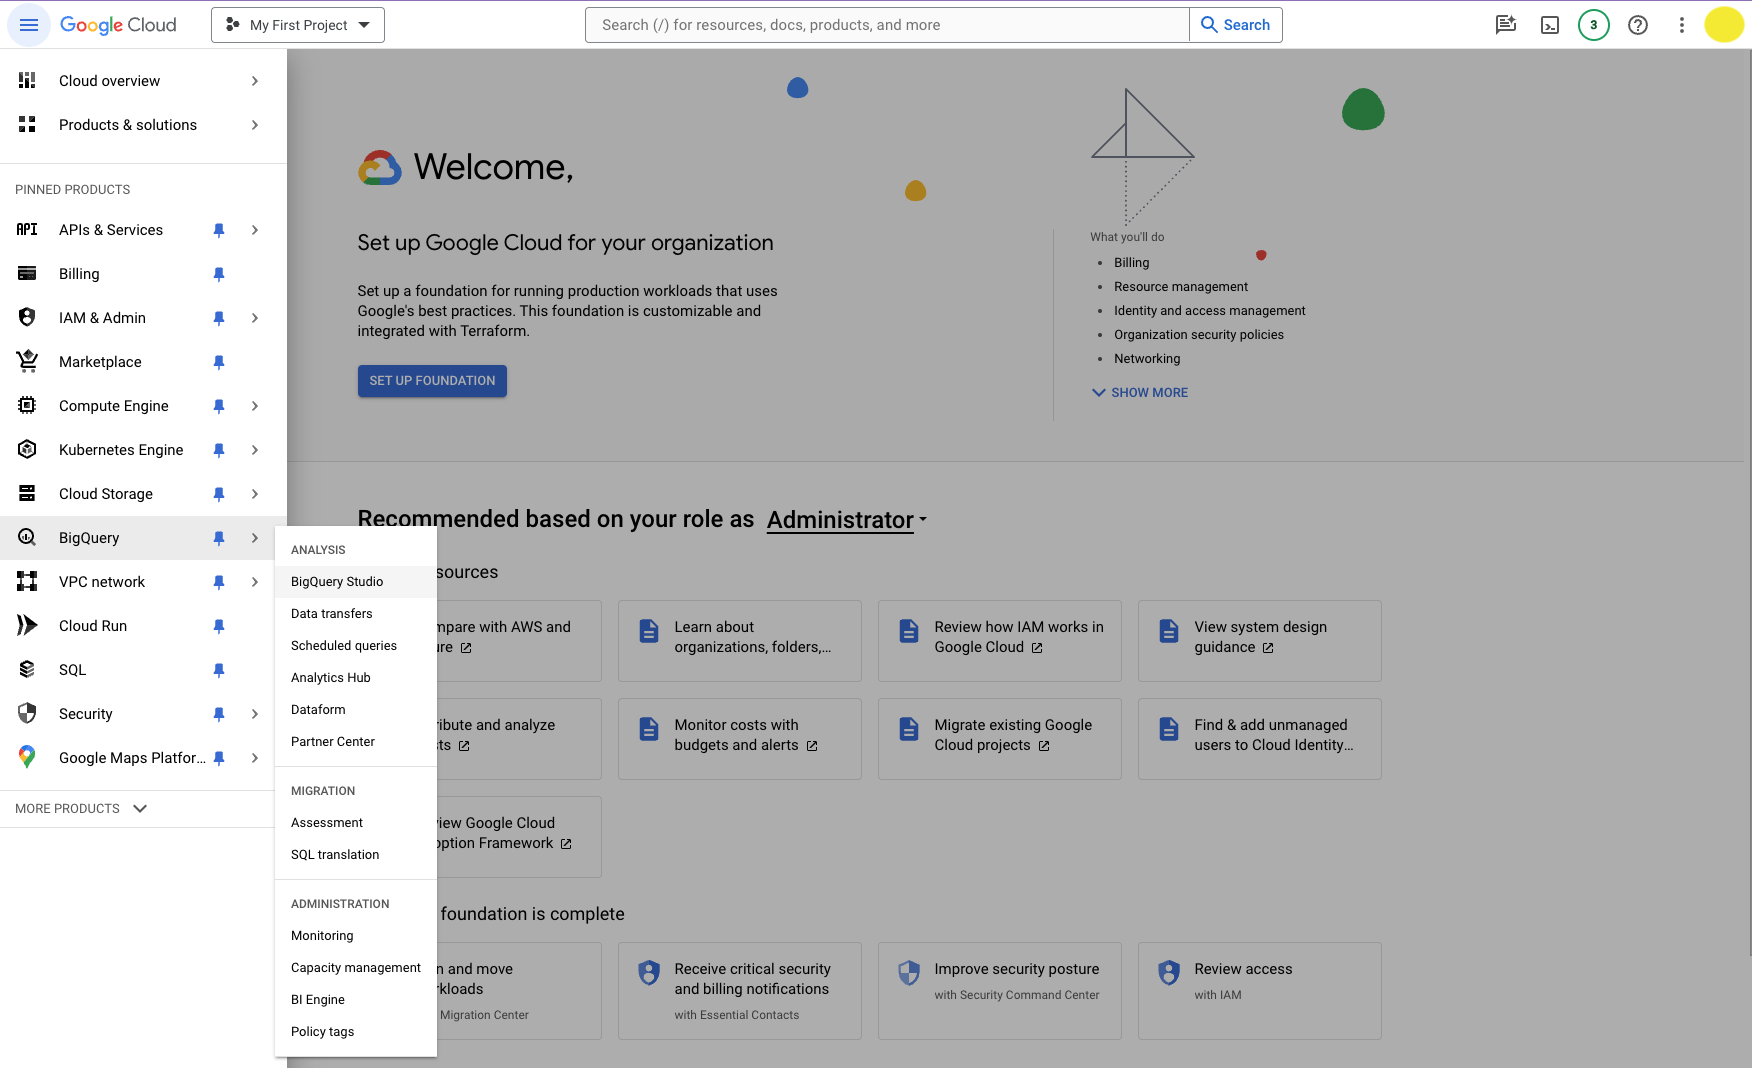 Google Cloud
My First Project
Search (/) for resources, docs, products, and more
Search
3
Cloud overview
Products & solutions
PINNED PRODUCTS
API APIs & Services
Billing
IAM & Admin
Marketplace
Compute Engine
Kubernetes Engine
Cloud Storage
BigQuery
VPC network
Cloud Run
SQL
Security
Google Maps Platfor...
MORE PRODUCTS
ANALYSIS
BigQuery Studio
Data transfers
Scheduled queries
Analytics Hub
Dataform
Partner Center
MIGRATION
Assessment
SQL translation
ADMINISTRATION
Monitoring
Capacity management
BI Engine
Policy tags
Welcome,
Set up Google Cloud for your organization
Set up a foundation for running production workloads that uses
Google's best practices. This foundation is customizable and
integrated with Terraform.
SET UP FOUNDATION
What you'll do
Billing
Resource management
Identity and access management
Organization security policies
Networking
SHOW MORE
Recommended based on your role as Administrator
sources
mpare with AWS and
ure
Learn about
organizations, folders,...
Review how IAM works in
Google Cloud
View system design
guidance
ribute and analyze
sts
Monitor costs with
budgets and alerts
Migrate existing Google
Cloud projects
Find & add unmanaged
users to Cloud Identity...
view Google Cloud
option Framework
foundation is complete
n and move
rkloads
Migration Center
Receive critical security
and billing notifications
with Essential Contacts
Improve security posture
with Security Command Center
Review access
with IAM